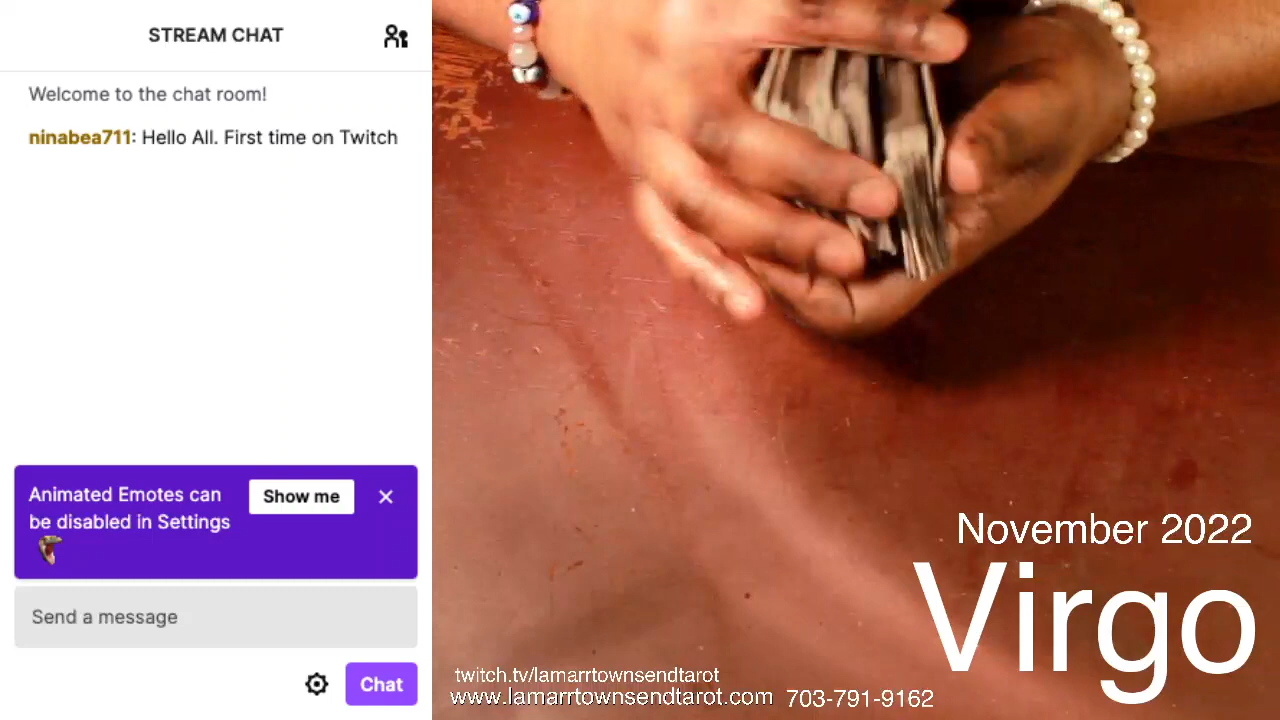 STREAM CHAT
Welcome to the chat room!
ninabea711: Hello All. First time on Twitch
Animated Emotes can
be disabled in Settings
Show me
Send a message
Chat
November 2022
Virgo
twitch.tv/lamarrtownsendtarot
www.lamarrtownsendtarot.com 703-791-9162